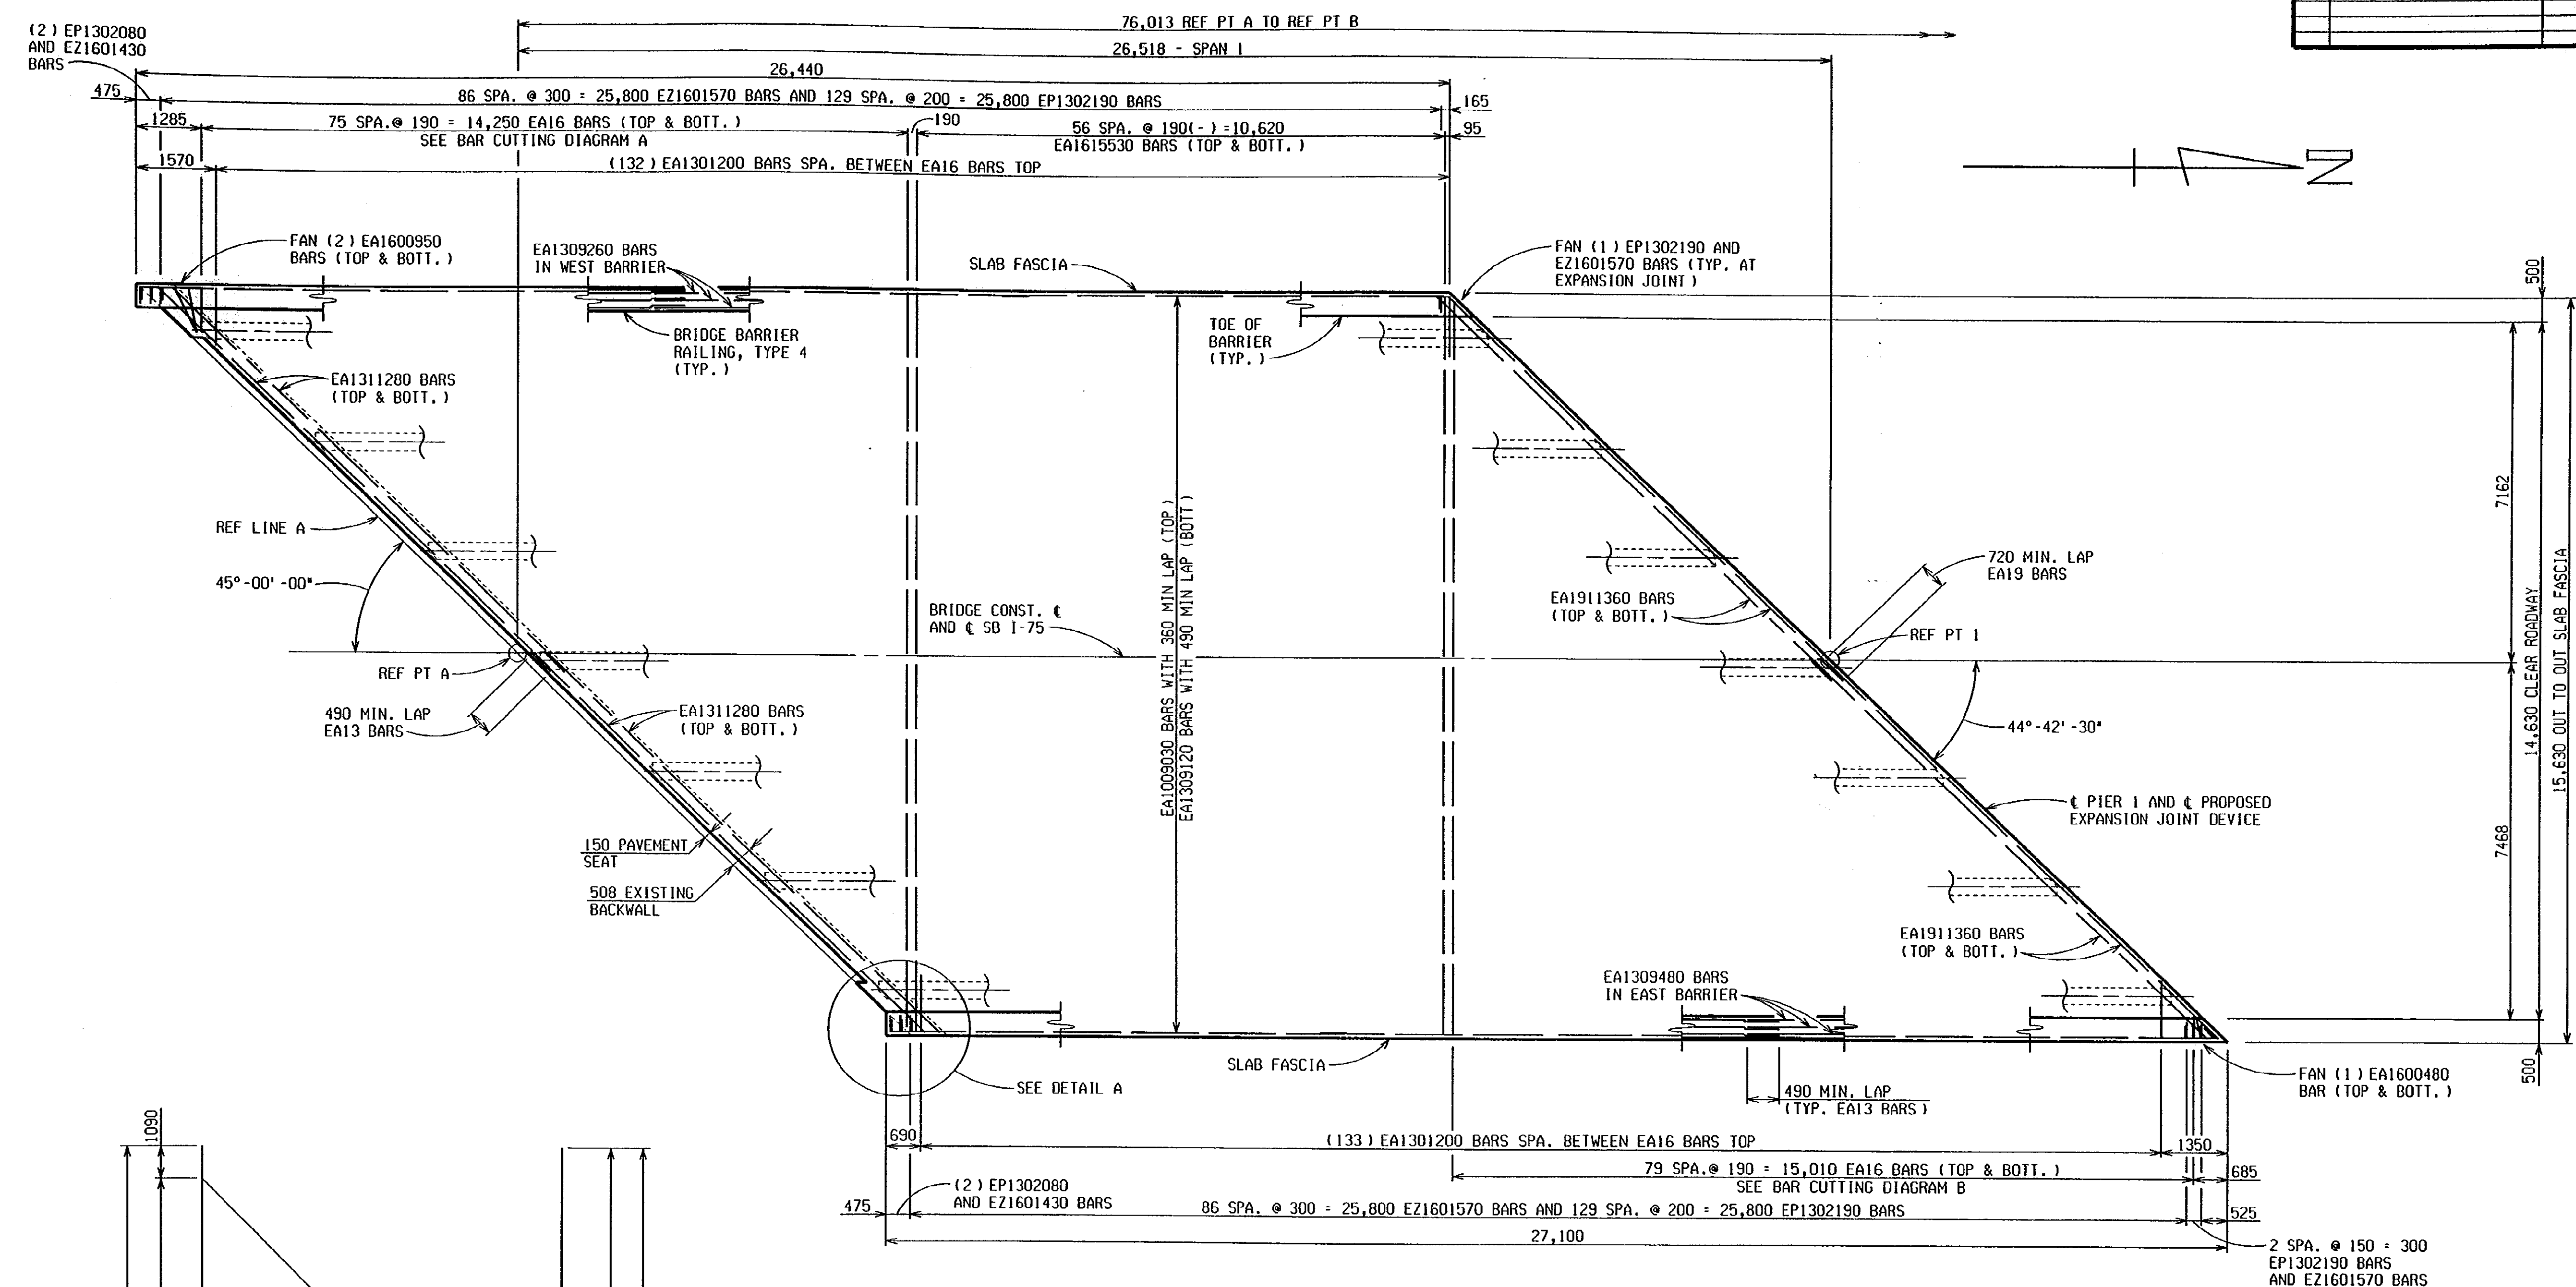 76,013 REF PT A TO REF PT B
(2) EP1302080
AND EZ1601430
BARS
26,518 - SPAN 1
26,440
475
86 SPA. @ 300 = 25,800 EZ1601570 BARS AND 129 SPA. @ 200 = 25,800 EP1302190 BARS
165
1285
75 SPA.@ 190 = 14,250 EA16 BARS (TOP & BOTT.)
SEE BAR CUTTING DIAGRAM A
190
56 SPA. @ 190(-) =10,620
EA1615530 BARS (TOP & BOTT.)
95
1570
(132) EA1301200 BARS SPA. BETWEEN EA16 BARS TOP
N
FAN (2) EA1600950
BARS (TOP & BOTT.)
EA1309260 BARS
IN WEST BARRIER
SLAB FASCIA
FAN (1) EP1302190 AND
EZ1601570 BARS (TYP. AT
EXPANSION JOINT)
500
BRIDGE BARRIER
RAILING, TYPE 4
(TYP.)
TOE OF
BARRIER
(TYP.)
EA1311280 BARS
(TOP & BOTT.)
REF LINE A
45°-00'-00"
EA1009030 BARS WITH 360 MIN LAP (TOP)
EA1309120 BARS WITH 490 MIN LAP (BOTT.)
7162
14,630 CLEAR ROADWAY
15,630 OUT TO OUT SLAB FASCIA
720 MIN. LAP
EA19 BARS
EA1911360 BARS
(TOP & BOTT.)
BRIDGE CONST. ℄
AND ℄ SB I-75
REF PT 1
REF PT A
490 MIN. LAP
EA13 BARS
EA1311280 BARS
(TOP & BOTT.)
44°-42'-30"
℄ PIER 1 AND ℄ PROPOSED
EXPANSION JOINT DEVICE
7468
150 PAVEMENT
SEAT
508 EXISTING
BACKWALL
EA1911360 BARS
(TOP & BOTT.)
EA1309480 BARS
IN EAST BARRIER
SLAB FASCIA
SEE DETAIL A
490 MIN. LAP
(TYP. EA13 BARS)
500
FAN (1) EA1600480
BAR (TOP & BOTT.)
1090
690
(133) EA1301200 BARS SPA. BETWEEN EA16 BARS TOP
1350
79 SPA.@ 190 = 15,010 EA16 BARS (TOP & BOTT.)
SEE BAR CUTTING DIAGRAM B
685
475
(2) EP1302080
AND EZ1601430 BARS
86 SPA. @ 300 = 25,800 EZ1601570 BARS AND 129 SPA. @ 200 = 25,800 EP1302190 BARS
525
27,100
2 SPA. @ 150 = 300
EP1302190 BARS
AND EZ1601570 BARS